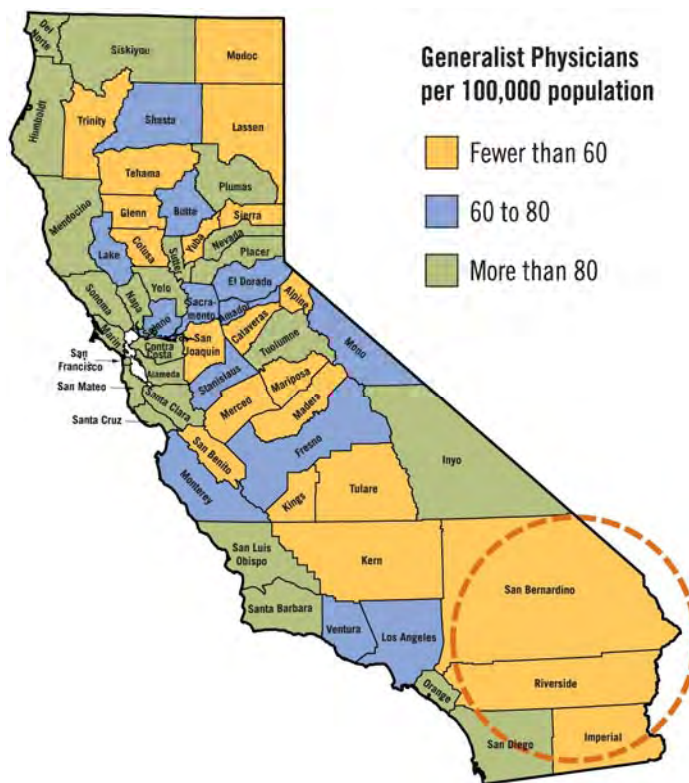 Generalist Physicians
per 100,000 population
Fewer than 60
60 to 80
More than 80
Del
Norte
Siskiyou
Modoc
Humboldt
Trinity
Shasta
Lassen
Tehama
Plumas
Mendocino
Glenn
Butte
Sierra
Lake
Colusa
Sutter
Yuba
Nevada
Placer
Sonoma
Napa
Yolo
El Dorado
Sacra-
mento
Amador
Alpine
Marin
Solano
Contra
Costa
San
Joaquin
Calaveras
Tuolumne
Mono
San
Francisco
Alameda
San Mateo
Santa Clara
Stanislaus
Mariposa
Merced
Madera
Santa Cruz
San Benito
Fresno
Inyo
Monterey
Kings
Tulare
San Luis
Obispo
Kern
San Bernardino
Santa Barbara
Ventura
Los Angeles
Orange
Riverside
San Diego
Imperial